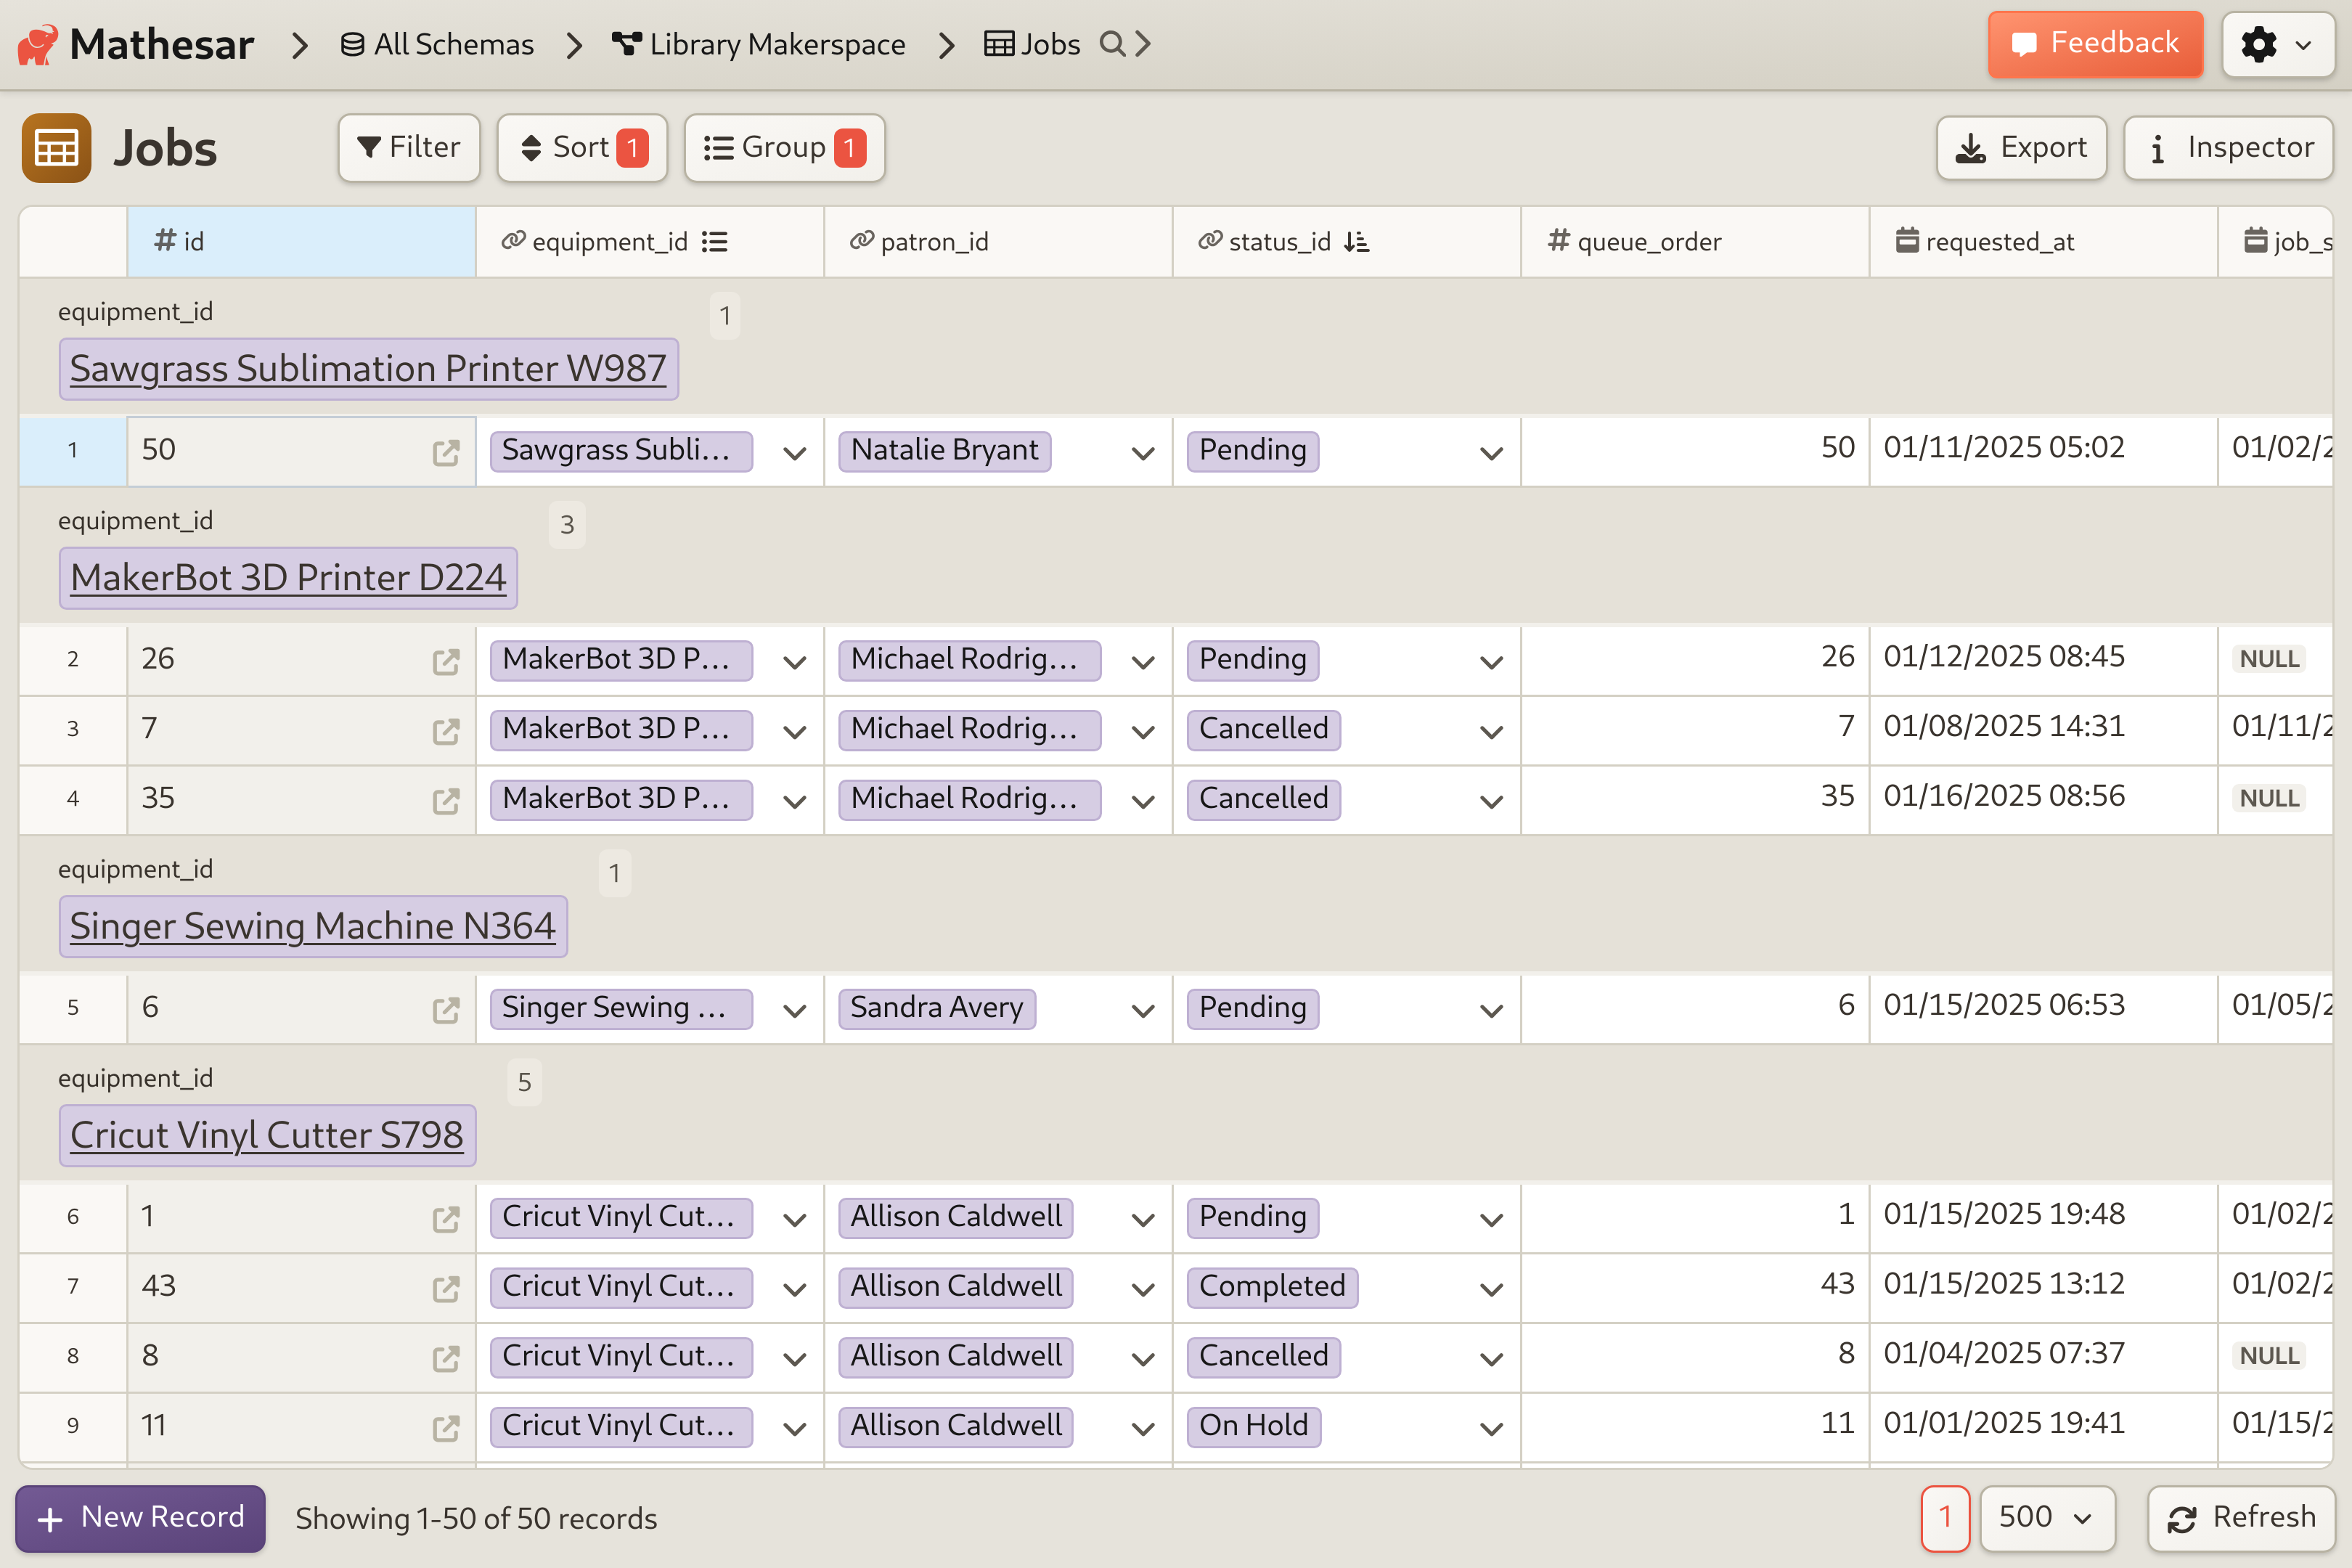 Mathesar All Schemas Library Makerspace Jobs Feedback
Jobs Filter Sort 1 Group 1 Export Inspector
id equipment_id patron_id status_id queue_order requested_at job_s
equipment_id 1
Sawgrass Sublimation Printer W987
1 50 Sawgrass Subli... Natalie Bryant Pending 50 01/11/2025 05:02 01/02/2
equipment_id 3
MakerBot 3D Printer D224
2 26 MakerBot 3D P... Michael Rodrig... Pending 26 01/12/2025 08:45 NULL
3 7 MakerBot 3D P... Michael Rodrig... Cancelled 7 01/08/2025 14:31 01/11/2
4 35 MakerBot 3D P... Michael Rodrig... Cancelled 35 01/16/2025 08:56 NULL
equipment_id 1
Singer Sewing Machine N364
5 6 Singer Sewing ... Sandra Avery Pending 6 01/15/2025 06:53 01/05/2
equipment_id 5
Cricut Vinyl Cutter S798
6 1 Cricut Vinyl Cut... Allison Caldwell Pending 1 01/15/2025 19:48 01/02/2
7 43 Cricut Vinyl Cut... Allison Caldwell Completed 43 01/15/2025 13:12 01/02/2
8 8 Cricut Vinyl Cut... Allison Caldwell Cancelled 8 01/04/2025 07:37 NULL
9 11 Cricut Vinyl Cut... Allison Caldwell On Hold 11 01/01/2025 19:41 01/15/2
New Record Showing 1-50 of 50 records 1 500 Refresh